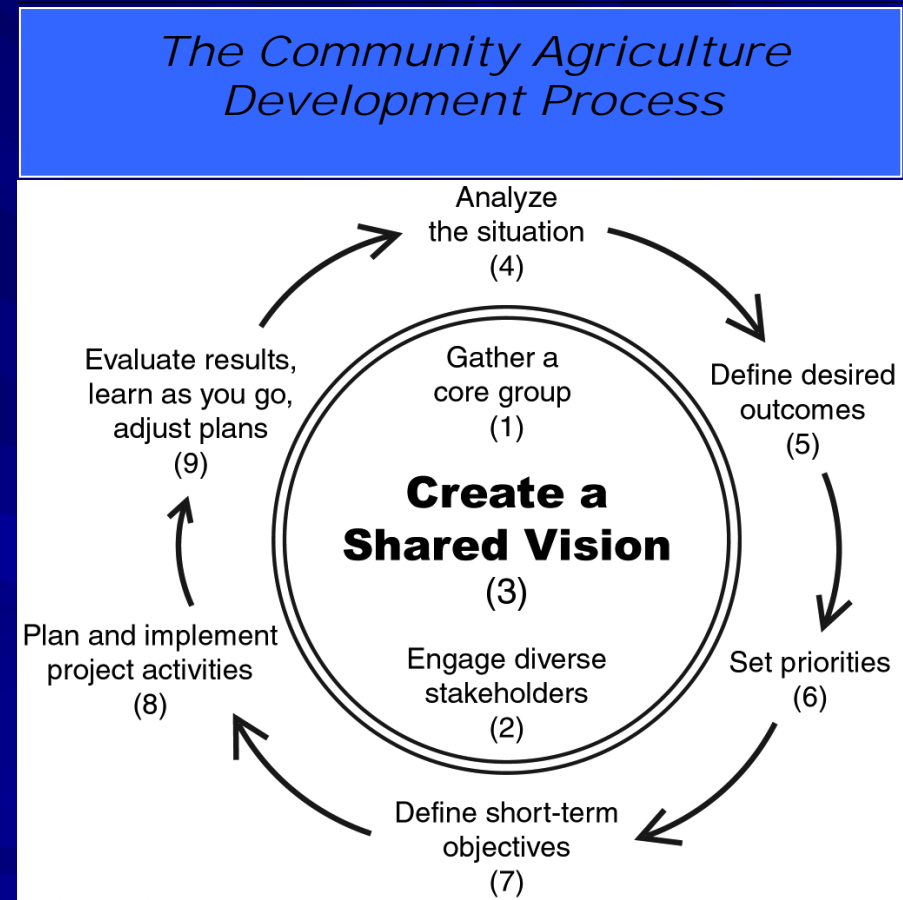 The Community Agriculture
Development Process
Analyze
the situation
(4)
Gather a
core group
(1)
Create a
Shared Vision
(3)
Engage diverse
stakeholders
(2)
Define desired
outcomes
(5)
Set priorities
(6)
Define short-term
objectives
(7)
Plan and implement
project activities
(8)
Evaluate results,
learn as you go,
adjust plans
(9)